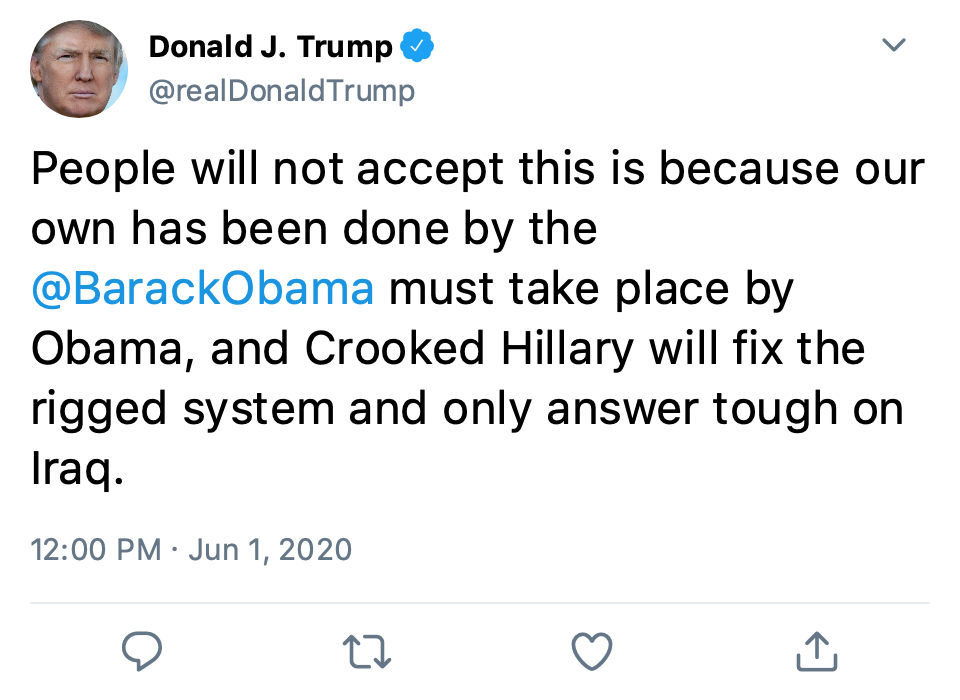 Donald J. Trump
@realDonaldTrump
People will not accept this is because our
own has been done by the
@BarackObama must take place by
Obama, and Crooked Hillary will fix the
rigged system and only answer tough on
Iraq.
12:00 PM · Jun 1, 2020